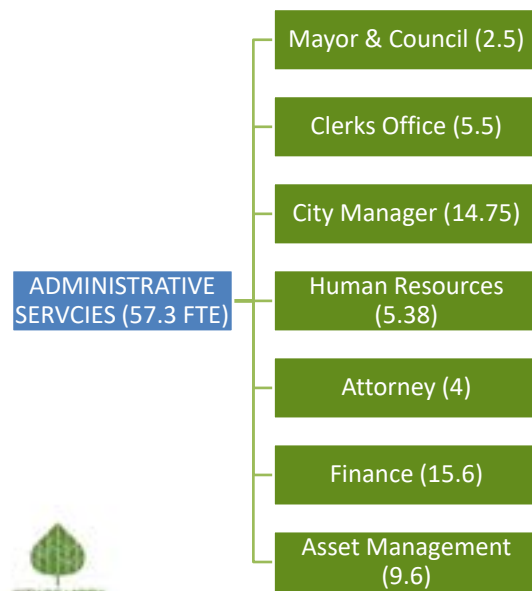 Mayor & Council (2.5)
Clerks Office (5.5)
City Manager (14.75)
ADMINISTRATIVE
SERVCIES (57.3 FTE)
Human Resources
(5.38)
Attorney (4)
Finance (15.6)
Asset Management
(9.6)